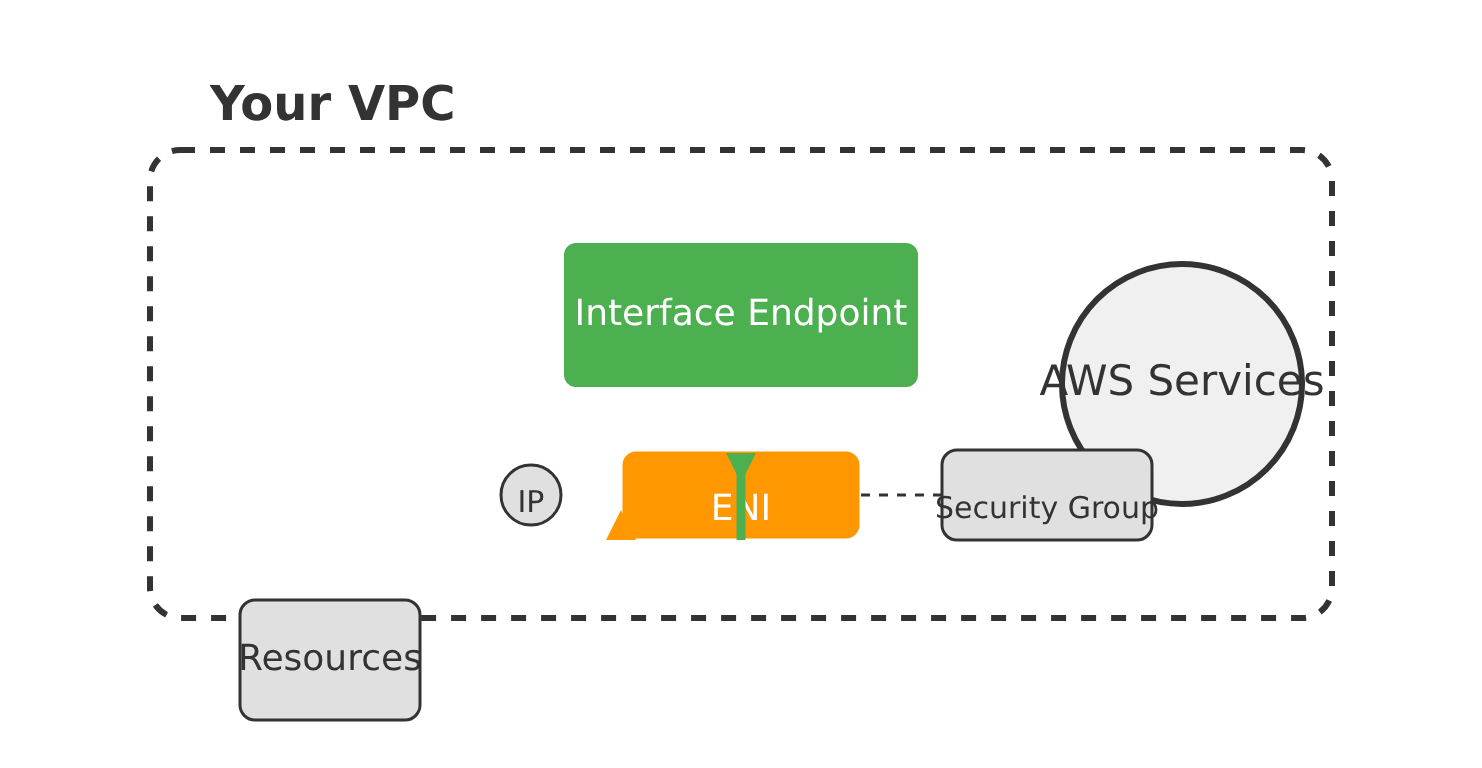 Your VPC
Interface Endpoint
AWS Services
IP
ENI
Security Group
Resources